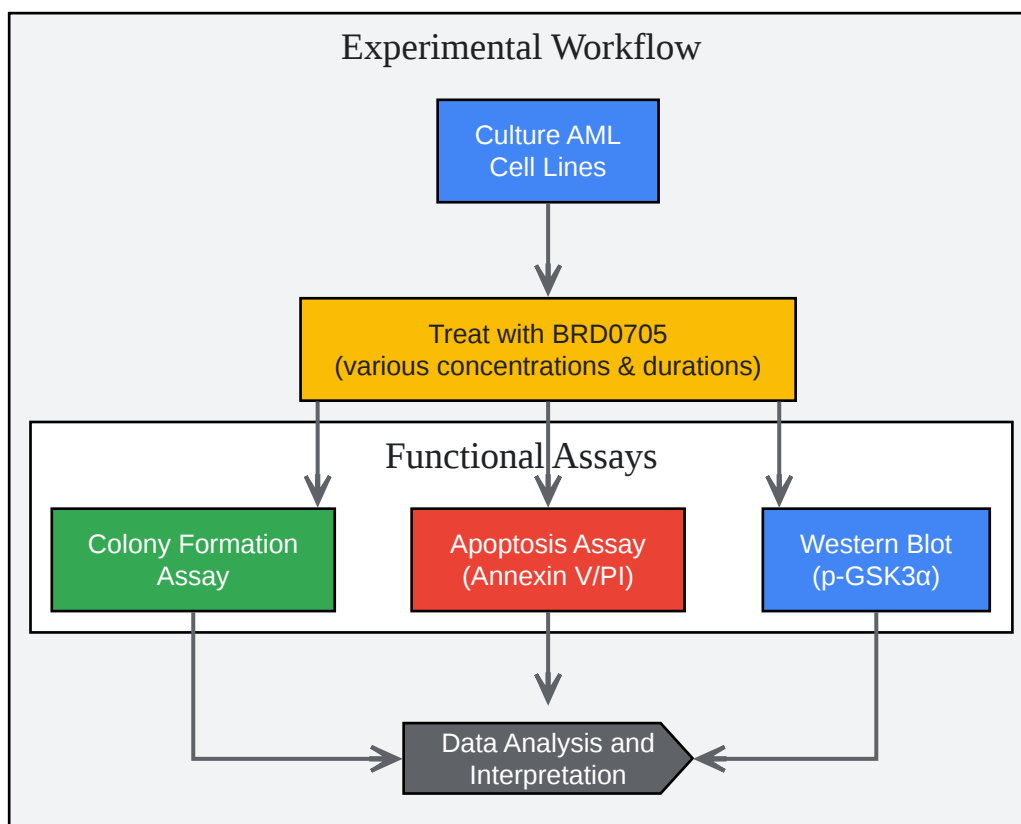 Experimental Workflow
Culture AML
Cell Lines
Treat with BRD0705
(various concentrations & durations)
Functional Assays
Colony Formation
Assay
Apoptosis Assay
(Annexin V/PI)
Western Blot
(p-GSK3α)
Data Analysis and
Interpretation